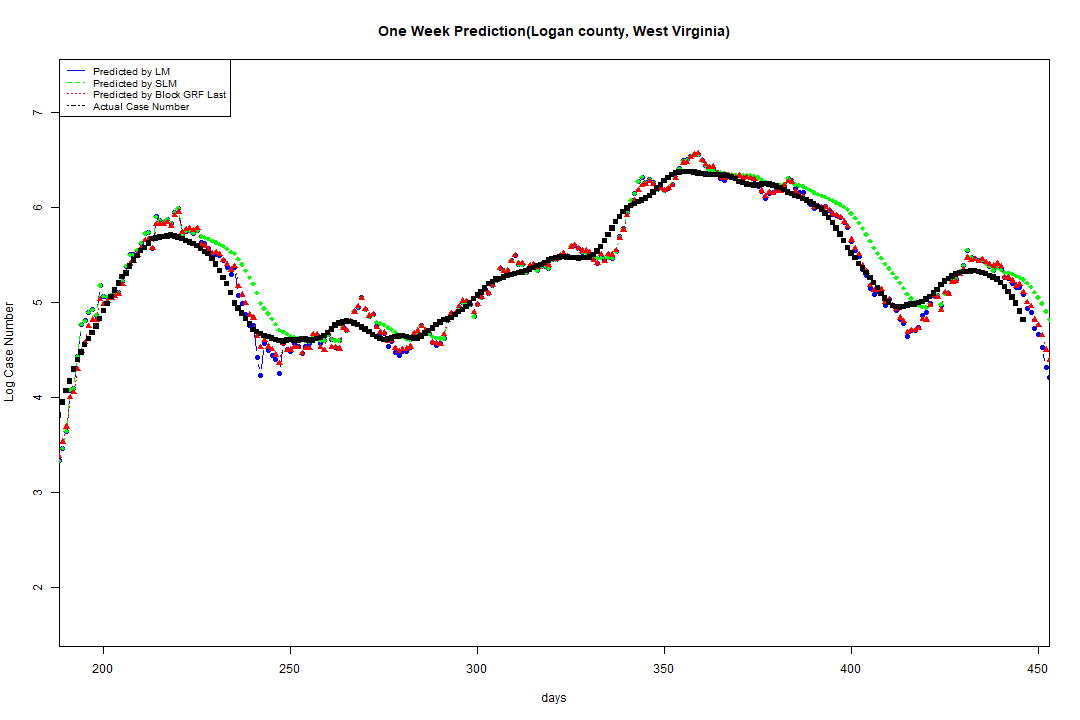 One Week Prediction(Logan county, West Virginia)
Predicted by LM
Predicted by SLM
Predicted by Block GRF Last
Actual Case Number
Log Case Number
7
6
5
4
3
2
200 250 300 350 400 450
days